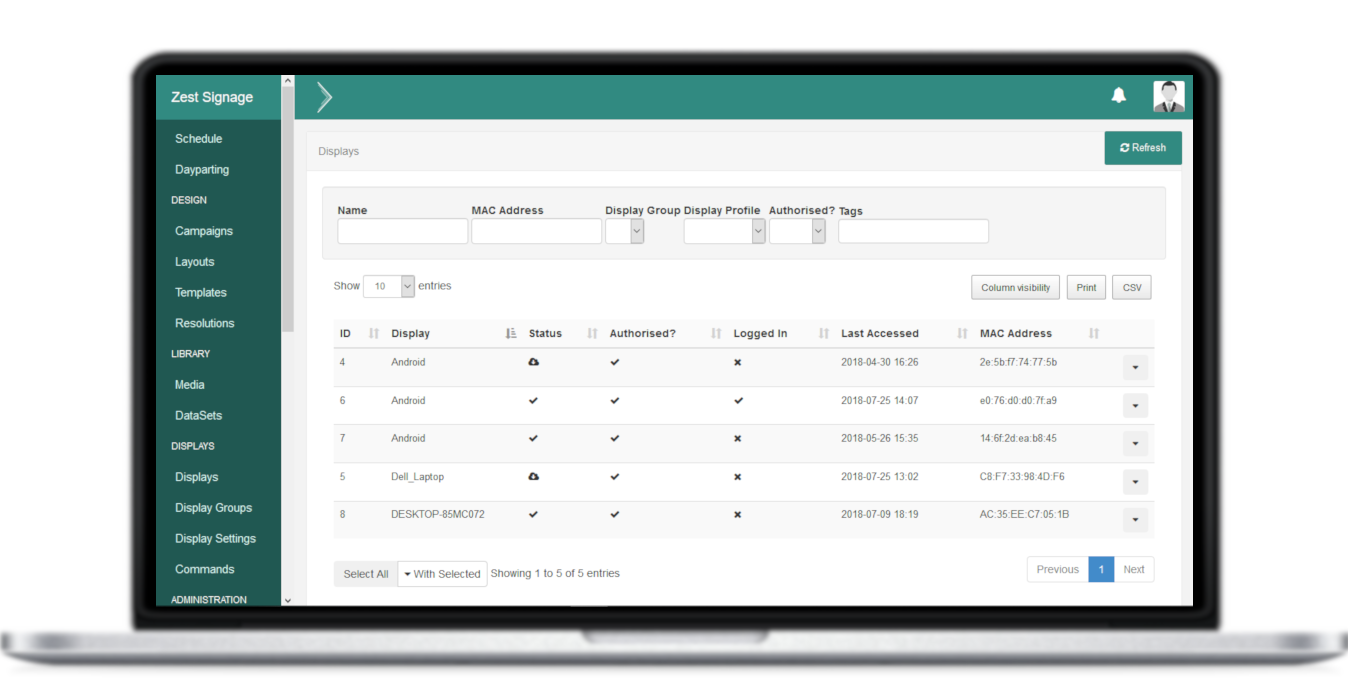 Zest Signage
Schedule
Dayparting
DESIGN
Campaigns
Layouts
Templates
Resolutions
LIBRARY
Media
DataSets
DISPLAYS
Displays
Display Groups
Display Settings
Commands
ADMINISTRATION
Displays
Refresh
Name MAC Address Display Group Display Profile Authorised? Tags
Show 10 entries
Column visibility Print CSV
ID Display Status Authorised? Logged In Last Accessed MAC Address
4 Android 2018-04-30 16:26 2e:5b:f7:74:77:5b
6 Android 2018-07-25 14:07 e0:76:d0:d0:7f:a9
7 Android 2018-05-26 15:35 14:6f:2d:ea:b8:45
5 Dell_Laptop 2018-07-25 13:02 C8:F7:33:98:4D:F6
8 DESKTOP-85MC072 2018-07-09 18:19 AC:35:EE:C7:05:1B
Select All With Selected Showing 1 to 5 of 5 entries
Previous 1 Next